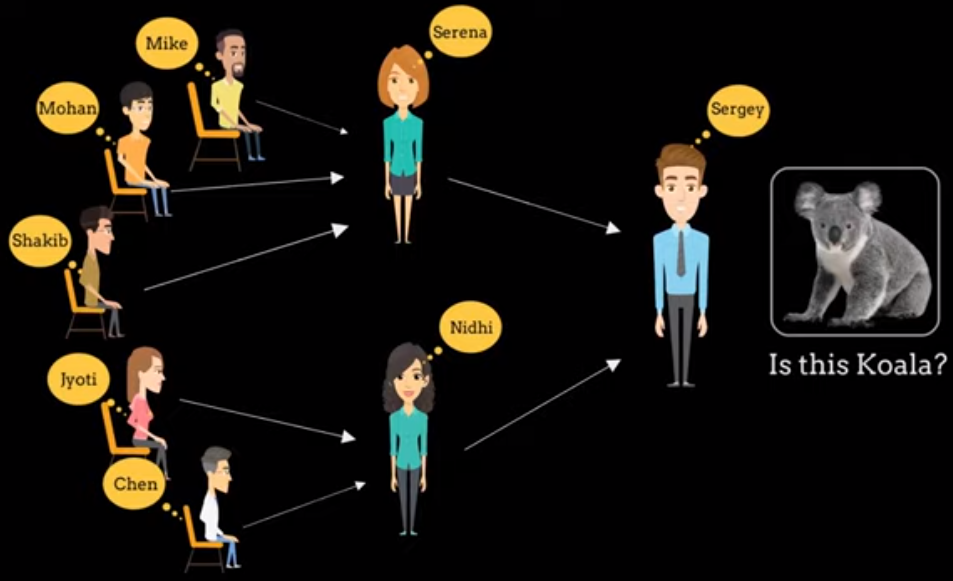 Mike
Serena
Mohan
Sergey
Shakib
Nidhi
Jyoti
Is this Koala?
Chen